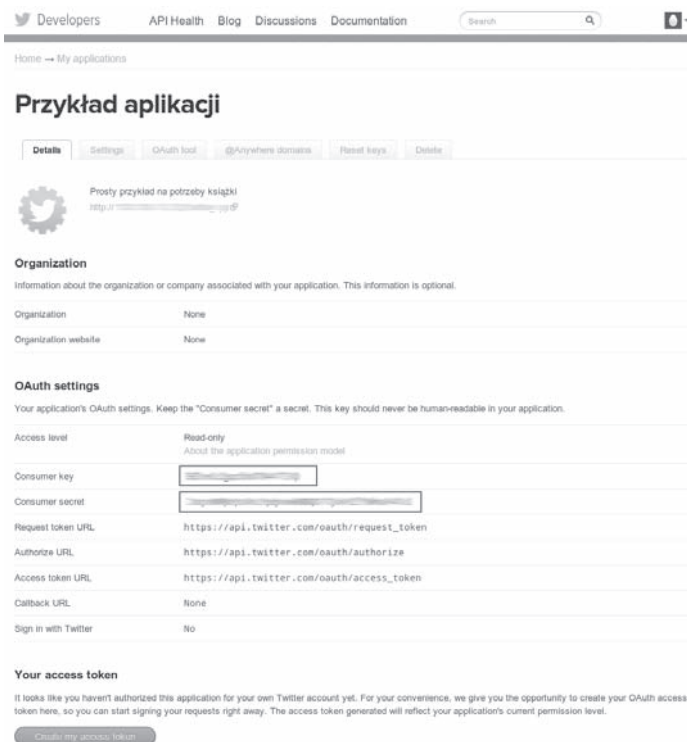 Developers API Health Blog Discussions Documentation Search
Home → My applications
Przykład aplikacji
Details Settings OAuth tool @Anywhere domains Reset keys Delete
Prosty przykład na potrzeby książki
http://
Organization
Information about the organization or company associated with your application. This information is optional.
Organization None
Organization website None
OAuth settings
Your application's OAuth settings. Keep the "Consumer secret" a secret. This key should never be human-readable in your application.
Access level Read-only
About the application permission model
Consumer key
Consumer secret
Request token URL https://api.twitter.com/oauth/request_token
Authorize URL https://api.twitter.com/oauth/authorize
Access token URL https://api.twitter.com/oauth/access_token
Callback URL None
Sign in with Twitter No
Your access token
It looks like you haven't authorized this application for your own Twitter account yet. For your convenience, we give you the opportunity to create your OAuth access
token here, so you can start signing your requests right away. The access token generated will reflect your application's current permission level.
Create my access token